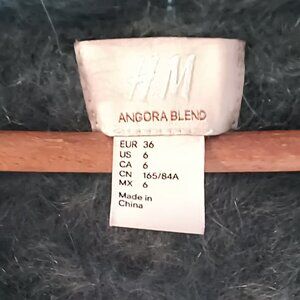 H&M
ANGORA BLEND
EUR 36
US 6
CA 6
CN 165/84A
MX 6
Made in
China